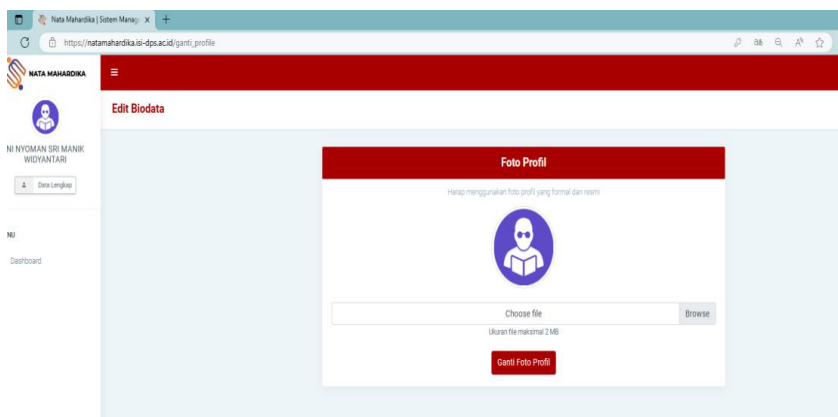 Nata Mahardika | Sistem Manaj
https://natamahardika.isi-dps.ac.id/ganti_profile
NATA MAHARDIKA
Edit Biodata
NI NYOMAN SRI MANIK
WIDYANTARI
Data Lengkap
NU
Dashboard
Foto Profil
Harap menggunakan foto profil yang formal dan resmi
Choose file
Browse
Ukuran file maksimal 2 MB
Ganti Foto Profil